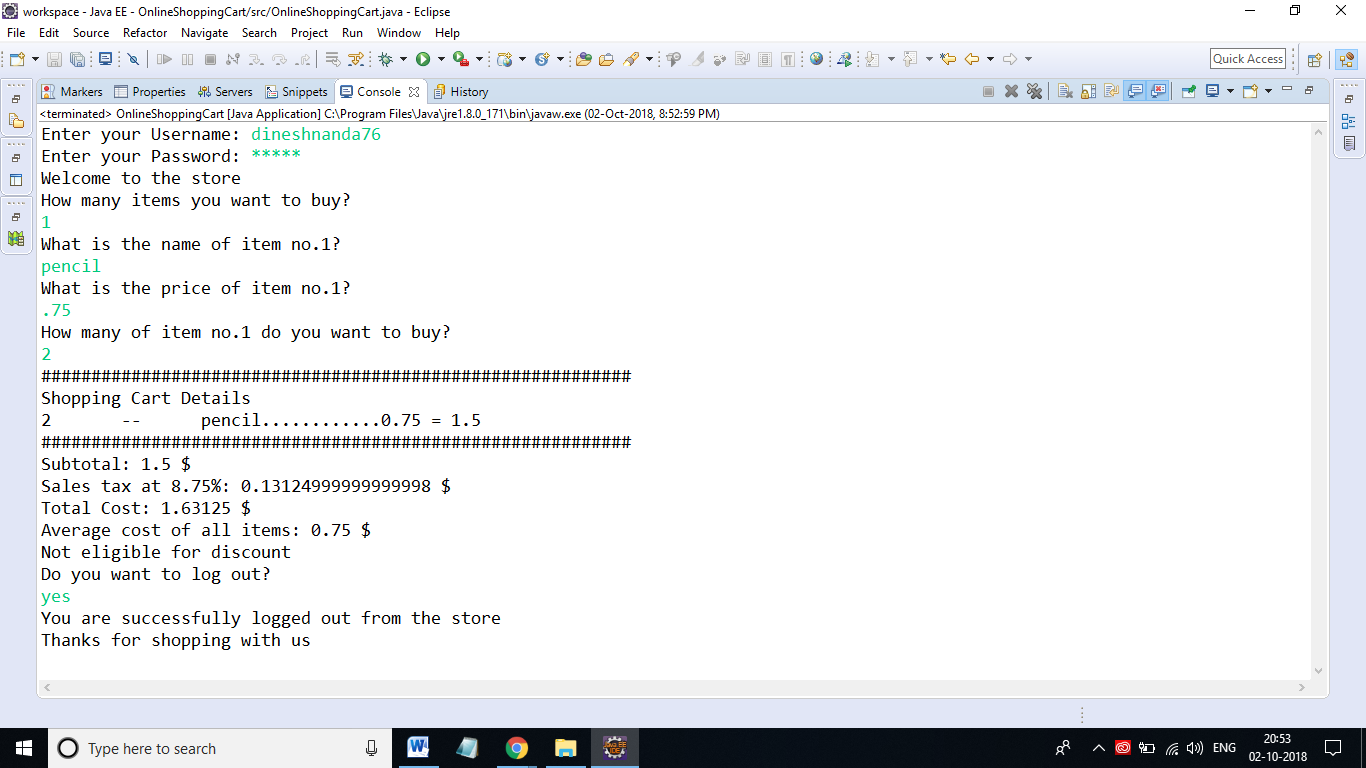 workspace - Java EE - OnlineShoppingCart/src/OnlineShoppingCart.java - Eclipse
File Edit Source Refactor Navigate Search Project Run Window Help
Quick Access
Markers Properties Servers Snippets Console History
<terminated> OnlineShoppingCart [Java Application] C:\Program Files\Java\jre1.8.0_171\bin\javaw.exe (02-Oct-2018, 8:52:59 PM)
Enter your Username: dineshnanda76
Enter your Password: *****
Welcome to the store
How many items you want to buy?
1
What is the name of item no.1?
pencil
What is the price of item no.1?
.75
How many of item no.1 do you want to buy?
2
###########################################################
Shopping Cart Details
2       --      pencil............0.75 = 1.5
###########################################################
Subtotal: 1.5 $
Sales tax at 8.75%: 0.13124999999999998 $
Total Cost: 1.63125 $
Average cost of all items: 0.75 $
Not eligible for discount
Do you want to log out?
yes
You are successfully logged out from the store
Thanks for shopping with us
Type here to search
ENG
20:53
02-10-2018